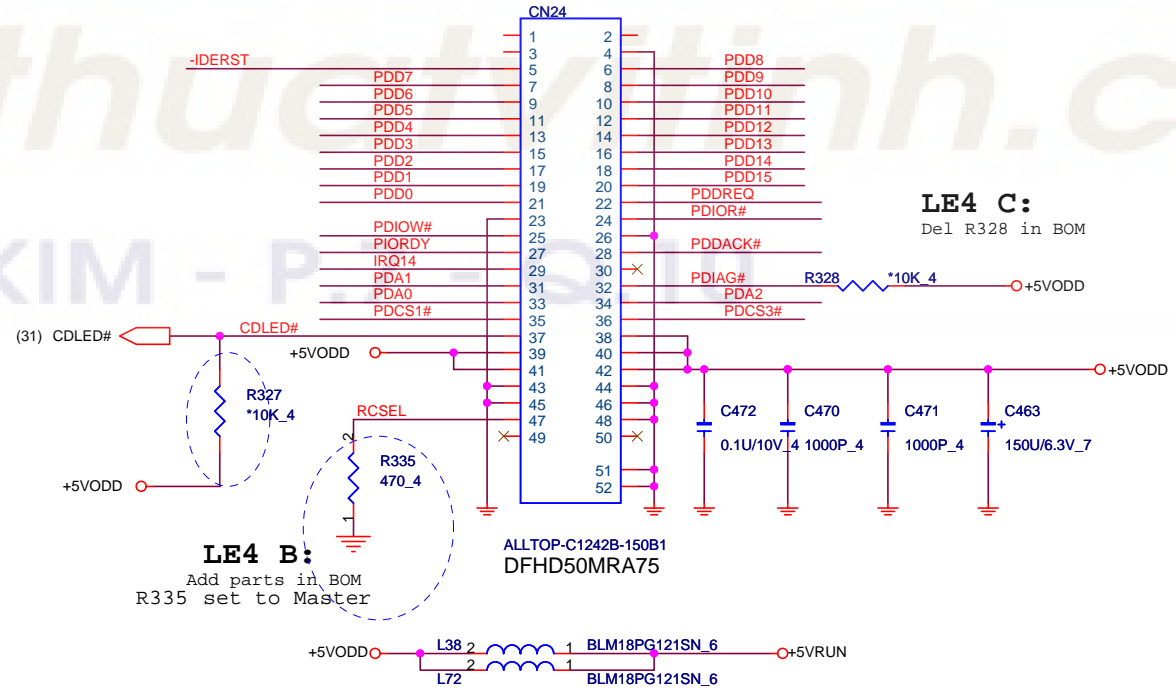 CN24
1 2
3 4
-IDERST 5 6 PDD8
PDD7 7 8 PDD9
PDD6 9 10 PDD10
PDD5 11 12 PDD11
PDD4 13 14 PDD12
PDD3 15 16 PDD13
PDD2 17 18 PDD14
PDD1 19 20 PDD15
PDD0 21 22 PDDREQ
23 24 PDIOR#
PDIOW# 25 26
PIORDY 27 28 PDDACK#
IRQ14 29 30
PDA1 31 32 PDIAG# R328 *10K_4 +5VODD
PDA0 33 34 PDA2
PDCS1# 35 36 PDCS3#
(31) CDLED# CDLED# 37 38
+5VODD 39 40
41 42 +5VODD
43 44
45 46
RCSEL 47 48
49 50
51
52
LE4 C:
Del R328 in BOM
R327
*10K_4
+5VODD
2
R335
470_4
1
C472
0.1U/10V_4
C470
1000P_4
C471
1000P_4
C463
+
150U/6.3V_7
LE4 B:
Add parts in BOM
R335 set to Master
ALLTOP-C1242B-150B1
DFHD50MRA75
+5VODD L38 2 1 BLM18PG121SN_6 +5VRUN
L72 2 1 BLM18PG121SN_6
thuatvitinh.c
KIM - P.